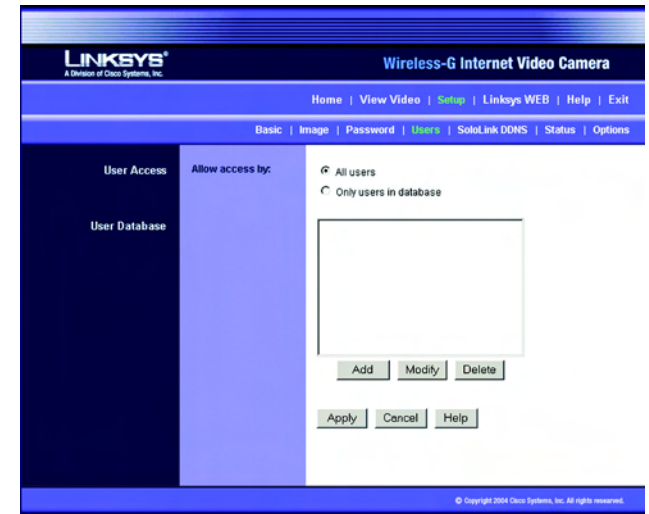 LINKSYS®
A Division of Cisco Systems, Inc.
Wireless-G Internet Video Camera
Home | View Video | Setup | Linksys WEB | Help | Exit
Basic | Image | Password | Users | SoloLink DDNS | Status | Options
User Access
Allow access by:
All users
Only users in database
User Database
Add
Modify
Delete
Apply
Cancel
Help
© Copyright 2004 Cisco Systems, Inc. All rights reserved.